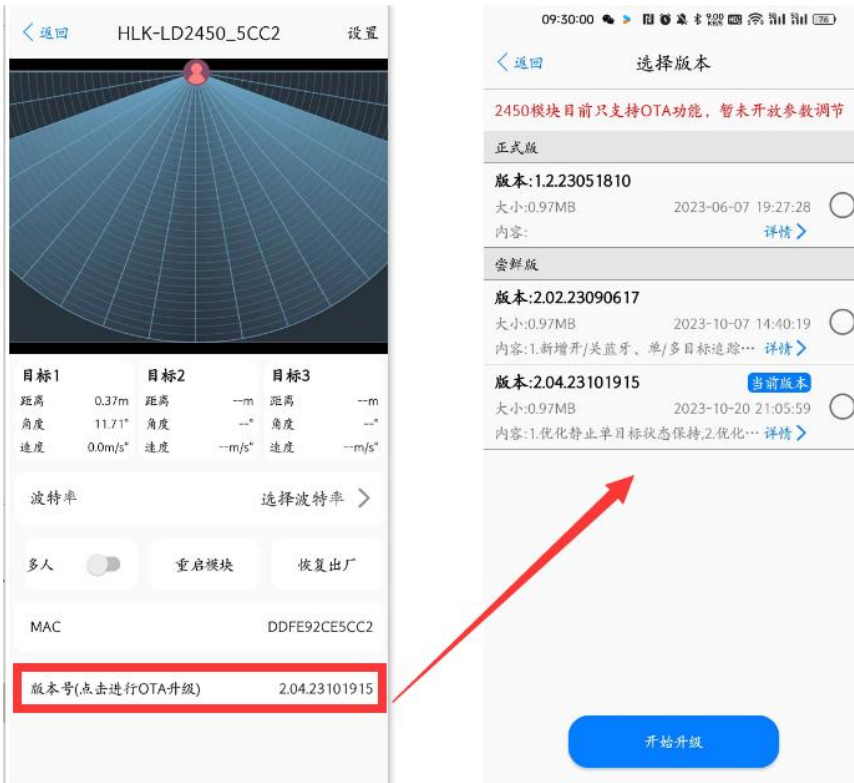 返回
HLK-LD2450_5CC2
设置
目标1
目标2
目标3
距离 0.37m
距离 --m
距离 --m
角度 11.71°
角度 --°
角度 --°
速度 0.0m/s"
速度 --m/s"
速度 --m/s"
波特率
选择波特率
多人
重启模块
恢复出厂
MAC
DDFE92CE5CC2
版本号(点击进行OTA升级)
2.04.23101915
09:30:00
76
返回
选择版本
2450模块目前只支持OTA功能，暂未开放参数调节
正式版
版本:1.2.23051810
大小:0.97MB
2023-06-07 19:27:28
内容:
详情
尝鲜版
版本:2.02.23090617
大小:0.97MB
2023-10-07 14:40:19
内容:1.新增开/关蓝牙、单/多目标追踪… 详情
版本:2.04.23101915
当前版本
大小:0.97MB
2023-10-20 21:05:59
内容:1.优化静止单目标状态保持,2.优化… 详情
开始升级